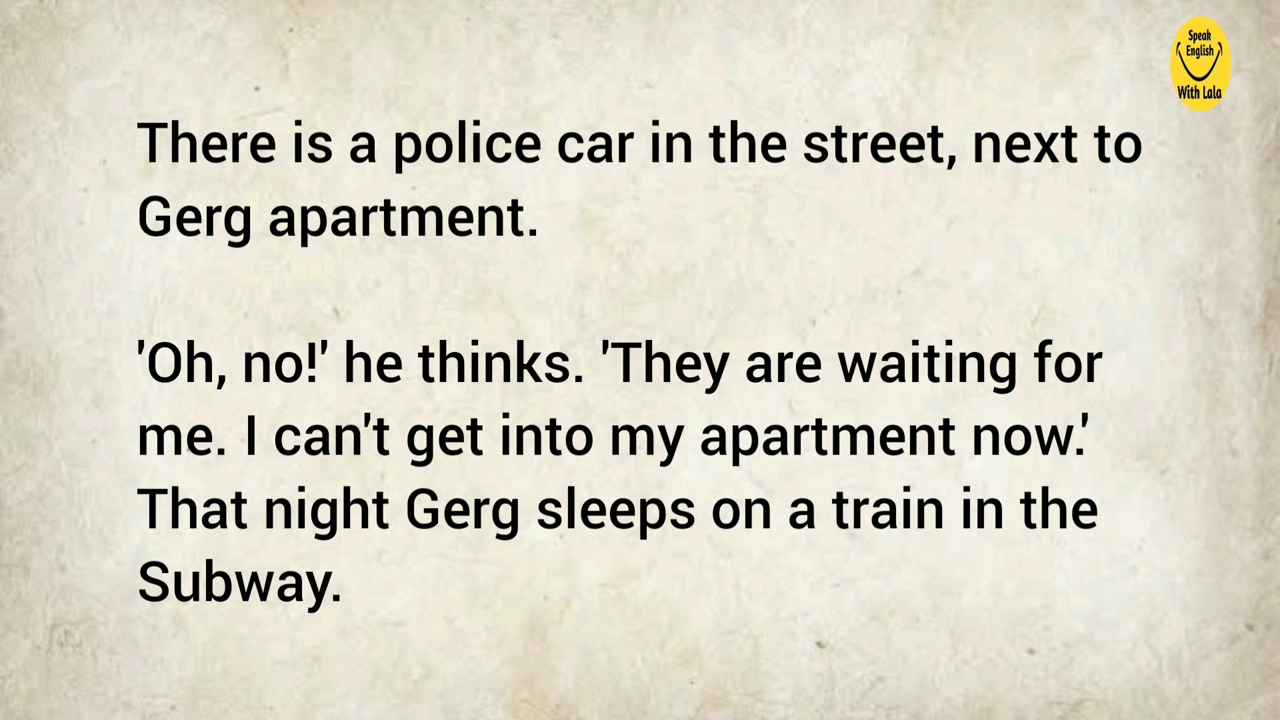 Speak
English
With Lala
There is a police car in the street, next to
Gerg apartment.
'Oh, no!' he thinks. 'They are waiting for
me. I can't get into my apartment now.'
That night Gerg sleeps on a train in the
Subway.